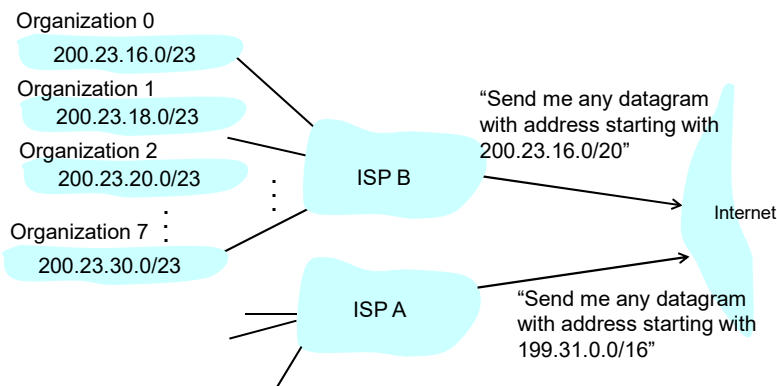 Organization 0
200.23.16.0/23
Organization 1
200.23.18.0/23
Organization 2
200.23.20.0/23
Organization 7
200.23.30.0/23
ISP B
“Send me any datagram
with address starting with
200.23.16.0/20”
Internet
ISP A
“Send me any datagram
with address starting with
199.31.0.0/16”